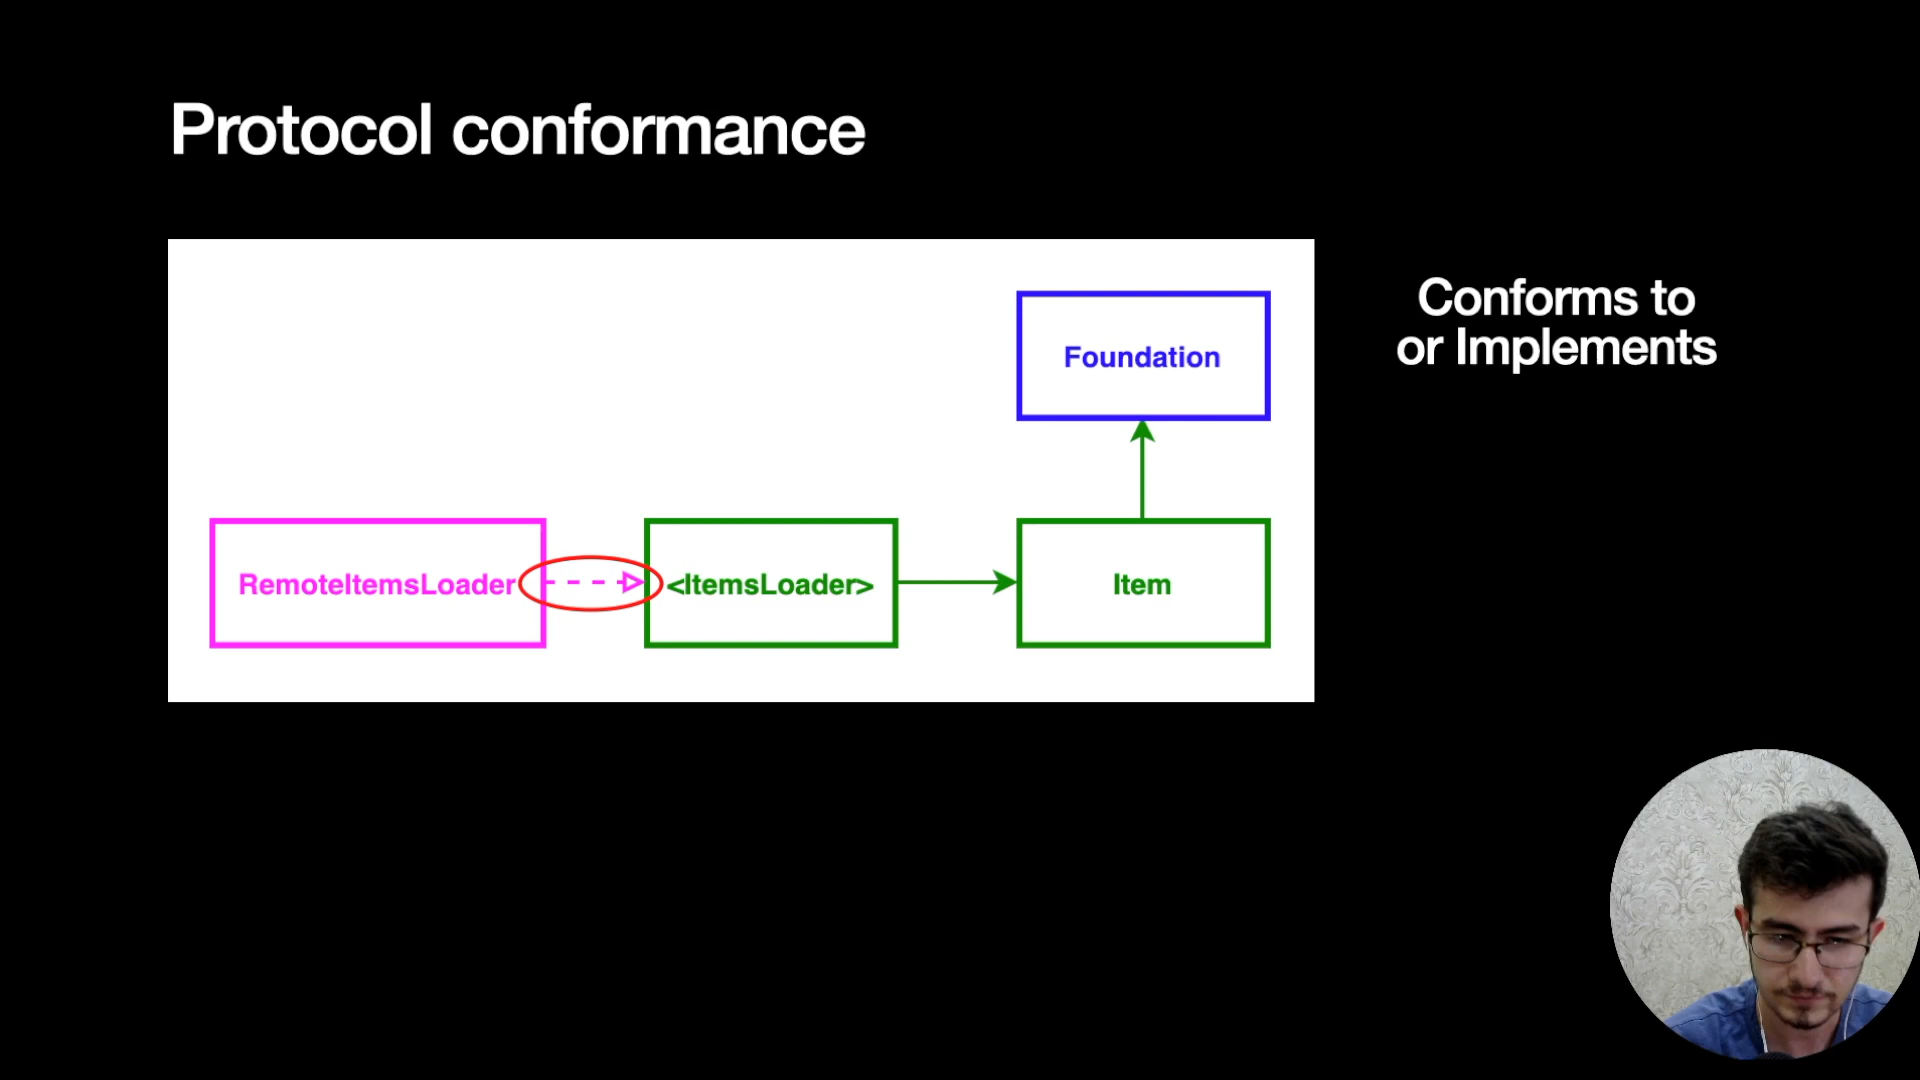 Protocol conformance
Foundation
Conforms to
or Implements
RemoteItemsLoader
<ItemsLoader>
Item